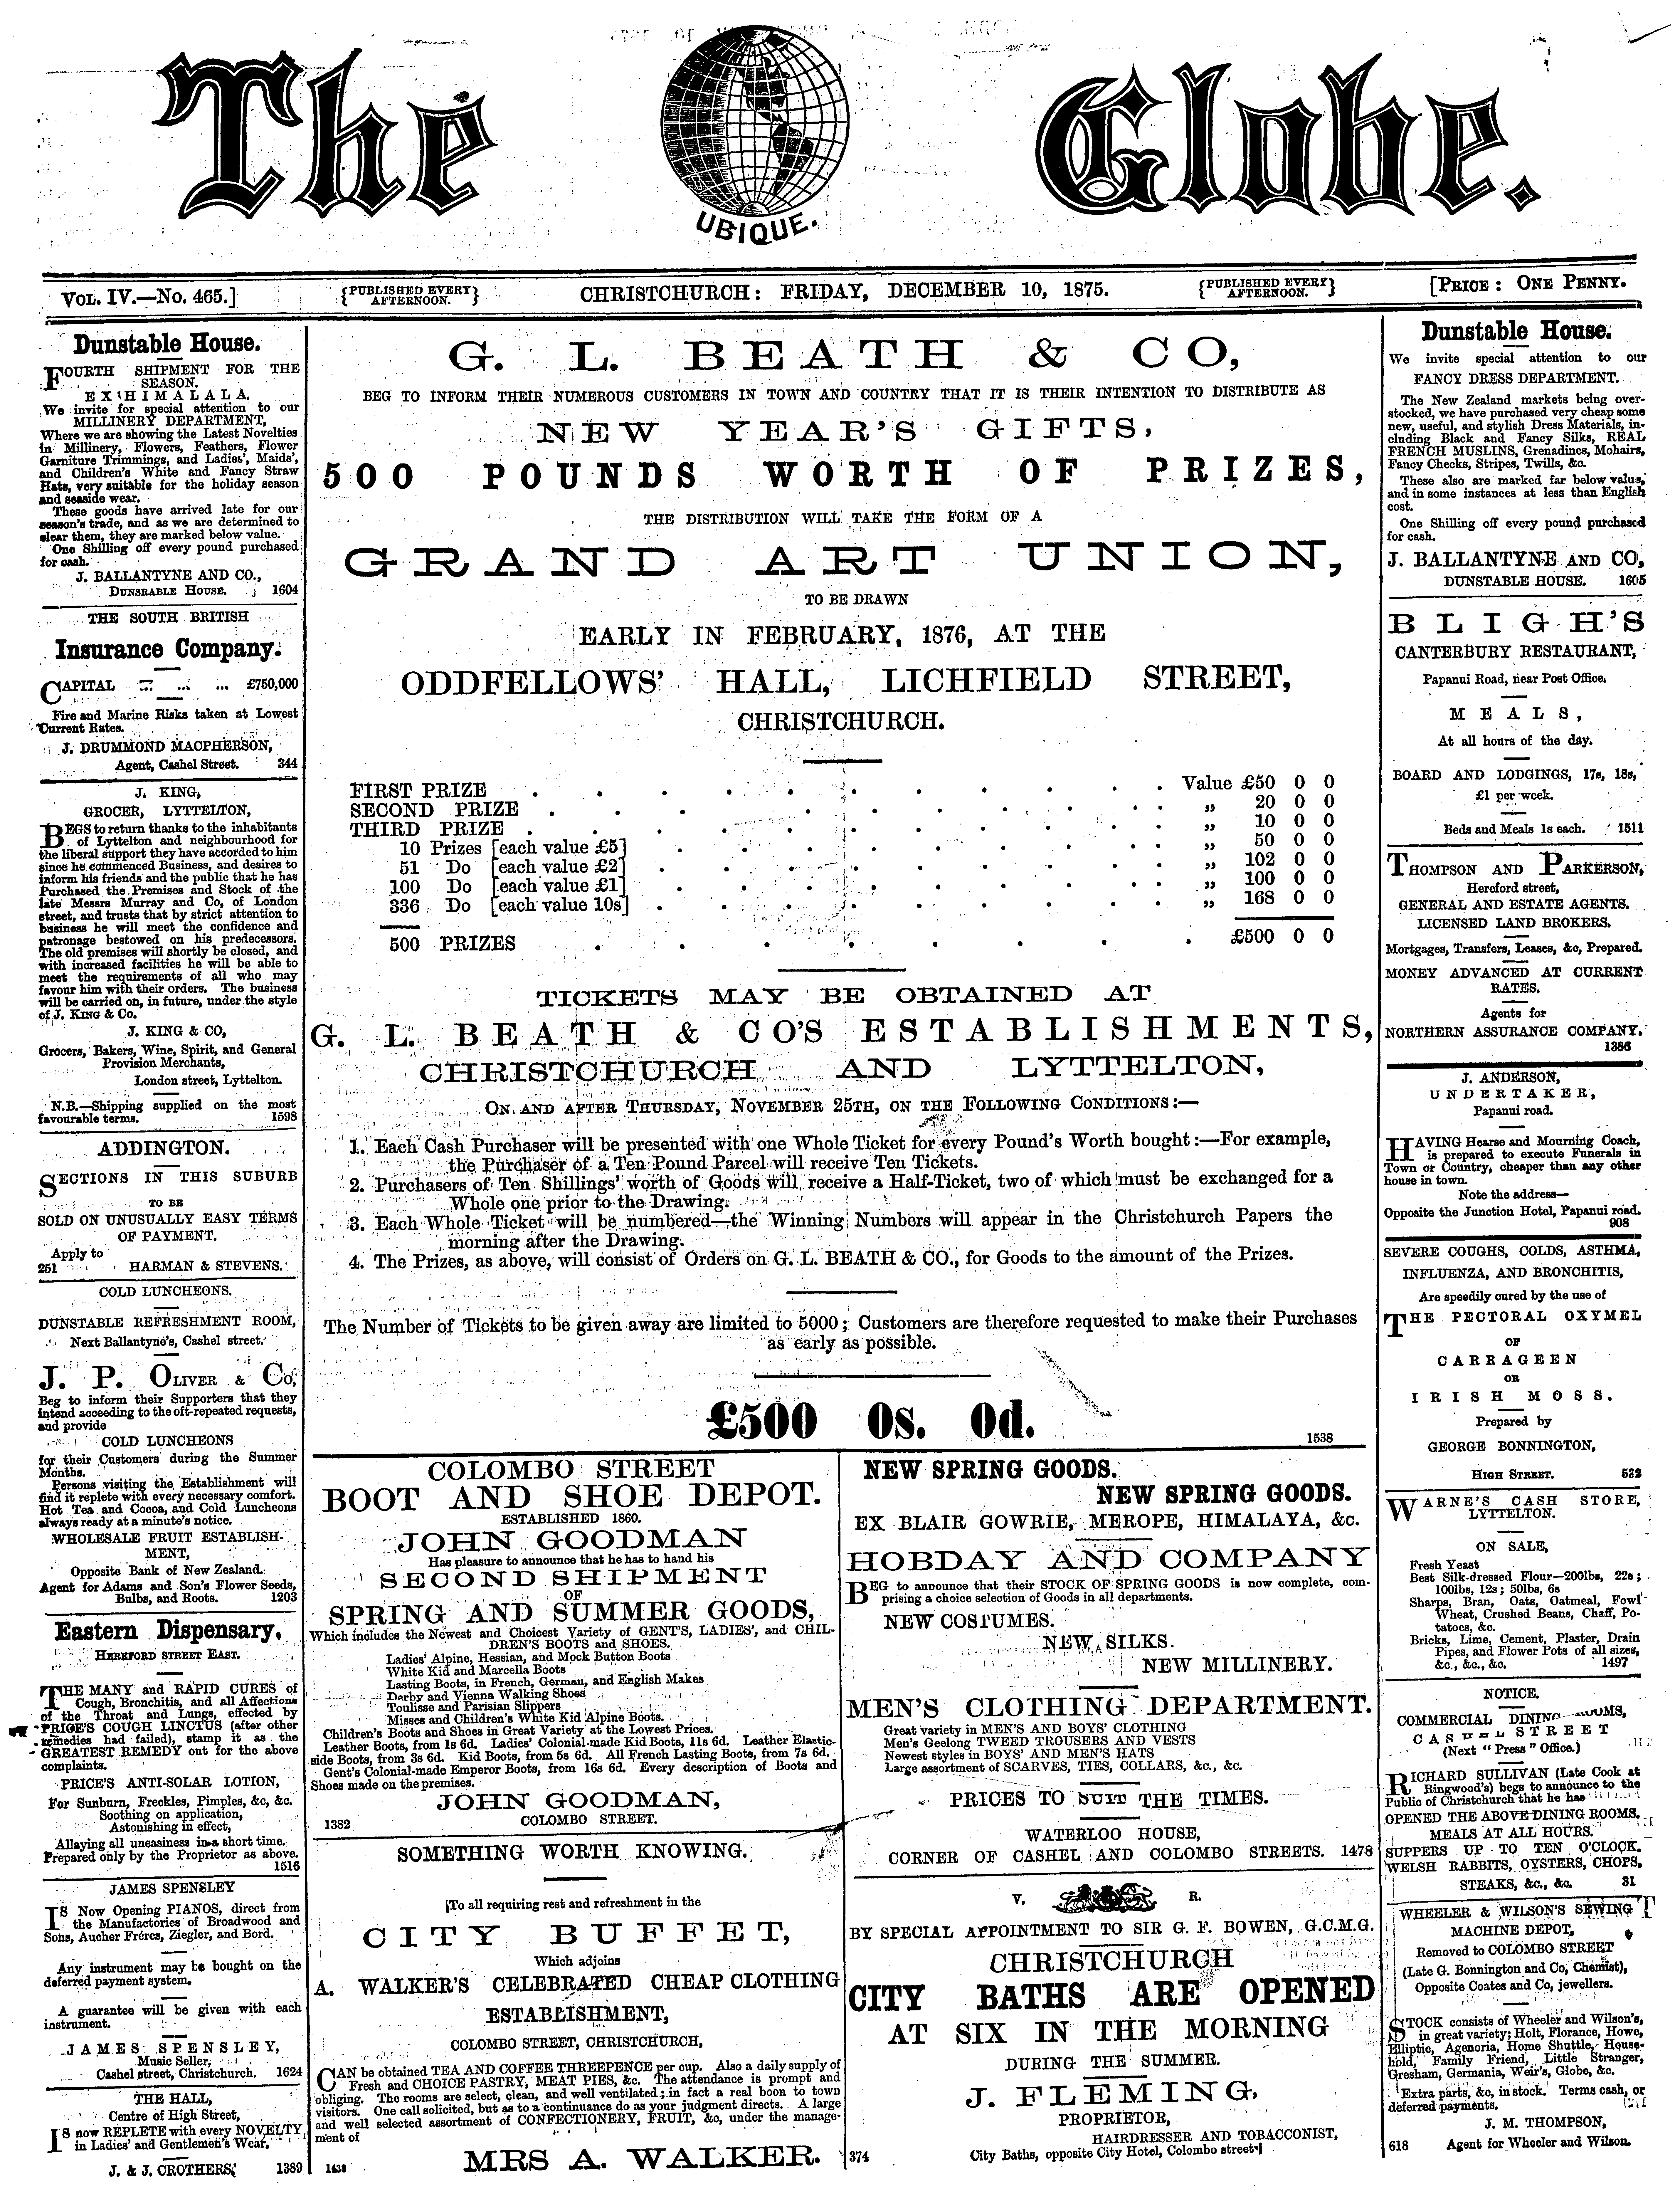 The Globe.
UBIQUE.
VOL. IV.—No. 465.]
{PUBLISHED EVERY AFTERNOON.}
CHRISTCHURCH: FRIDAY, DECEMBER 10, 1875.
{PUBLISHED EVERY AFTERNOON.}
[PRICE: ONE PENNY.
Dunstable House.
FOURTH SHIPMENT FOR THE
SEASON.
EX HIMALALA.
We invite for special attention to our
MILLINERY DEPARTMENT,
Where we are showing the Latest Novelties
in Millinery, Flowers, Feathers, Flower
Garniture Trimmings, and Ladies', Maids',
and Children's White and Fancy Straw
Hats, very suitable for the holiday season
and seaside wear.
These goods have arrived late for our
season's trade, and as we are determined to
clear them, they are marked below value.
One Shilling off every pound purchased
for cash.
J. BALLANTYNE AND CO.,
DUNSRABLE HOUSE. 1604
THE SOUTH BRITISH
Insurance Company.
CAPITAL ... ... ... £750,000
Fire and Marine Risks taken at Lowest
Current Rates.
J. DRUMMOND MACPHERSON,
Agent, Cashel Street. 344
J. KING,
GROCER, LYTTELTON,
BEGS to return thanks to the inhabitants
of Lyttelton and neighbourhood for
the liberal support they have accorded to him
since he commenced Business, and desires to
inform his friends and the public that he has
Purchased the Premises and Stock of the
late Messrs Murray and Co, of London
street, and trusts that by strict attention to
business he will meet the confidence and
patronage bestowed on his predecessors.
The old premises will shortly be closed, and
with increased facilities he will be able to
meet the requirements of all who may
favour him with their orders. The business
will be carried on, in future, under the style
of J. KING & Co.
J. KING & CO,
Grocers, Bakers, Wine, Spirit, and General
Provision Merchants,
London street, Lyttelton.
N.B.—Shipping supplied on the most
favourable terms. 1598
ADDINGTON.
SECTIONS IN THIS SUBURB
TO BE
SOLD ON UNUSUALLY EASY TERMS
OF PAYMENT.
Apply to
251 HARMAN & STEVENS.
COLD LUNCHEONS.
DUNSTABLE REFRESHMENT ROOM,
Next Ballantyne's, Cashel street.
J. P. OLIVER & Co,
Beg to inform their Supporters that they
intend acceeding to the oft-repeated requests,
and provide
COLD LUNCHEONS
for their Customers during the Summer
Months.
Persons visiting the Establishment will
find it replete with every necessary comfort.
Hot Tea and Cocoa, and Cold Luncheons
always ready at a minute's notice.
WHOLESALE FRUIT ESTABLISH-
MENT,
Opposite Bank of New Zealand.
Agent for Adams and Son's Flower Seeds,
Bulbs, and Roots. 1203
Eastern Dispensary,
HEREFORD STREET EAST.
THE MANY and RAPID CURES of
Cough, Bronchitis, and all Affections
of the Throat and Lungs, effected by
PRICE'S COUGH LINCTUS (after other
remedies had failed), stamp it as the
GREATEST REMEDY out for the above
complaints.
PRICE'S ANTI-SOLAR LOTION,
For Sunburn, Freckles, Pimples, &c, &c.
Soothing on application,
Astonishing in effect,
Allaying all uneasiness in a short time.
Prepared only by the Proprietor as above.
1516
JAMES SPENSLEY
IS Now Opening PIANOS, direct from
the Manufactories of Broadwood and
Sons, Aucher Fréres, Ziegler, and Bord.
Any instrument may be bought on the
deferred payment system.
A guarantee will be given with each
instrument.
JAMES SPENSLEY,
Music Seller,
Cashel street, Christchurch. 1624
THE HALL,
Centre of High Street,
IS now REPLETE with every NOVELTY
in Ladies' and Gentlemen's Wear.
J. & J. CROTHERS, 1389
G. L. BEATH & CO,
BEG TO INFORM THEIR NUMEROUS CUSTOMERS IN TOWN AND COUNTRY THAT IT IS THEIR INTENTION TO DISTRIBUTE AS
NEW YEAR'S GIFTS,
500 POUNDS WORTH OF PRIZES,
THE DISTRIBUTION WILL TAKE THE FORM OF A
GRAND ART UNION,
TO BE DRAWN
EARLY IN FEBRUARY, 1876, AT THE
ODDFELLOWS' HALL, LICHFIELD STREET,
CHRISTCHURCH.
FIRST PRIZE . . . . . . . . . Value £50 0 0
SECOND PRIZE . . . . . . . . . „ 20 0 0
THIRD PRIZE . . . . . . . . . „ 10 0 0
10 Prizes [each value £5] . . . . . . . . „ 50 0 0
51 Do [each value £2] . . . . . . . . „ 102 0 0
100 Do [each value £1] . . . . . . . . „ 100 0 0
336 Do [each value 10s] . . . . . . . . „ 168 0 0
500 PRIZES . . . . . . . . £500 0 0
TICKETS MAY BE OBTAINED AT
G. L. BEATH & CO'S ESTABLISHMENTS,
CHRISTCHURCH AND LYTTELTON,
ON AND AFTER THURSDAY, NOVEMBER 25TH, ON THE FOLLOWING CONDITIONS:—
1. Each Cash Purchaser will be presented with one Whole Ticket for every Pound's Worth bought:—For example,
the Purchaser of a Ten Pound Parcel will receive Ten Tickets.
2. Purchasers of Ten Shillings' worth of Goods will receive a Half-Ticket, two of which must be exchanged for a
Whole one prior to the Drawing.
3. Each Whole Ticket will be numbered—the Winning Numbers will appear in the Christchurch Papers the
morning after the Drawing.
4. The Prizes, as above, will consist of Orders on G. L. BEATH & CO., for Goods to the amount of the Prizes.
The Number of Tickets to be given away are limited to 5000; Customers are therefore requested to make their Purchases
as early as possible.
£500 0s. 0d.
1538
COLOMBO STREET
BOOT AND SHOE DEPOT.
ESTABLISHED 1860.
JOHN GOODMAN
Has pleasure to announce that he has to hand his
SECOND SHIPMENT
OF
SPRING AND SUMMER GOODS,
Which includes the Newest and Choicest Variety of GENT'S, LADIES', and CHIL-
DREN'S BOOTS and SHOES.
Ladies' Alpine, Hessian, and Mock Button Boots
White Kid and Marcella Boots
Lasting Boots, in French, German, and English Makes
Derby and Vienna Walking Shoes
Toulisse and Parisian Slippers
Misses and Children's White Kid Alpine Boots.
Children's Boots and Shoes in Great Variety at the Lowest Prices.
Leather Boots, from 1s 6d. Ladies' Colonial-made Kid Boots, 11s 6d. Leather Elastic-
side Boots, from 3s 6d. Kid Boots, from 5s 6d. All French Lasting Boots, from 7s 6d.
Gent's Colonial-made Emperor Boots, from 16s 6d. Every description of Boots and
Shoes made on the premises.
JOHN GOODMAN,
1382 COLOMBO STREET.
SOMETHING WORTH KNOWING.
To all requiring rest and refreshment in the
CITY BUFFET,
Which adjoins
A. WALKER'S CELEBRATED CHEAP CLOTHING
ESTABLISHMENT,
COLOMBO STREET, CHRISTCHURCH,
CAN be obtained TEA AND COFFEE THREEPENCE per cup. Also a daily supply of
Fresh and CHOICE PASTRY, MEAT PIES, &c. The attendance is prompt and
obliging. The rooms are select, clean, and well ventilated; in fact a real boon to town
visitors. One call solicited, but as to a continuance do as your judgment directs. A large
and well selected assortment of CONFECTIONERY, FRUIT, &c, under the manage-
ment of
1438 MRS A. WALKER.
NEW SPRING GOODS.
NEW SPRING GOODS.
EX BLAIR GOWRIE, MEROPE, HIMALAYA, &c.
HOBDAY AND COMPANY
BEG to announce that their STOCK OF SPRING GOODS is now complete, com-
prising a choice selection of Goods in all departments.
NEW COSTUMES.
NEW SILKS.
NEW MILLINERY.
MEN'S CLOTHING DEPARTMENT.
Great variety in MEN'S AND BOYS' CLOTHING
Men's Geelong TWEED TROUSERS AND VESTS
Newest styles in BOYS' AND MEN'S HATS
Large assortment of SCARVES, TIES, COLLARS, &c., &c.
PRICES TO SUIT THE TIMES.
WATERLOO HOUSE,
CORNER OF CASHEL AND COLOMBO STREETS. 1478
V. R.
BY SPECIAL APPOINTMENT TO SIR G. F. BOWEN, G.C.M.G.
CHRISTCHURCH
CITY BATHS ARE OPENED
AT SIX IN THE MORNING
DURING THE SUMMER.
J. FLEMING,
PROPRIETOR,
HAIRDRESSER AND TOBACCONIST,
374 City Baths, opposite City Hotel, Colombo street
Dunstable House.
We invite special attention to our
FANCY DRESS DEPARTMENT.
The New Zealand markets being over-
stocked, we have purchased very cheap some
new, useful, and stylish Dress Materials, in-
cluding Black and Fancy Silks, REAL
FRENCH MUSLINS, Grenadines, Mohairs,
Fancy Checks, Stripes, Twills, &c.
These also are marked far below value,
and in some instances at less than English
cost.
One Shilling off every pound purchased
for cash.
J. BALLANTYNE AND CO,
DUNSTABLE HOUSE. 1605
BLIGH'S
CANTERBURY RESTAURANT,
Papanui Road, near Post Office.
MEALS,
At all hours of the day.
BOARD AND LODGINGS, 17s, 18s,
£1 per week.
Beds and Meals 1s each. 1511
THOMPSON AND PARKERSON,
Hereford street,
GENERAL AND ESTATE AGENTS.
LICENSED LAND BROKERS.
Mortgages, Transfers, Leases, &c, Prepared.
MONEY ADVANCED AT CURRENT
RATES.
Agents for
NORTHERN ASSURANCE COMPANY.
1386
J. ANDERSON,
UNDERTAKER,
Papanui road.
HAVING Hearse and Mourning Coach,
is prepared to execute Funerals in
Town or Country, cheaper than any other
house in town.
Note the address—
Opposite the Junction Hotel, Papanui road.
908
SEVERE COUGHS, COLDS, ASTHMA,
INFLUENZA, AND BRONCHITIS,
Are speedily cured by the use of
THE PECTORAL OXYMEL
OF
CARRAGEEN
OR
IRISH MOSS.
Prepared by
GEORGE BONNINGTON,
HIGH STREET. 532
WARNE'S CASH STORE,
LYTTELTON.
ON SALE,
Fresh Yeast
Best Silk-dressed Flour—200lbs, 22s;
100lbs, 12s; 50lbs, 6s
Sharps, Bran, Oats, Oatmeal, Fowl
Wheat, Crushed Beans, Chaff, Po-
tatoes, &c.
Bricks, Lime, Cement, Plaster, Drain
Pipes, and Flower Pots of all sizes,
&c., &c., &c. 1497
NOTICE.
COMMERCIAL DINING ROOMS,
STREET
(Next "Press" Office.)
RICHARD SULLIVAN (Late Cook at
Ringwood's) begs to announce to the
Public of Christchurch that he has
OPENED THE ABOVE DINING ROOMS.
MEALS AT ALL HOURS.
SUPPERS UP TO TEN O'CLOCK.
WELSH RABBITS, OYSTERS, CHOPS,
STEAKS, &c., &c. 31
WHEELER & WILSON'S SEWING
MACHINE DEPOT,
Removed to COLOMBO STREET
(Late G. Bonnington and Co, Chemist),
Opposite Coates and Co, jewellers.
STOCK consists of Wheeler and Wilson's,
in great variety; Holt, Florance, Howe,
Elliptic, Agenoria, Home Shuttle, House-
hold, Family Friend, Little Stranger,
Gresham, Germania, Weir's, Globe, &c.
Extra parts, &c, in stock. Terms cash, or
deferred payments.
J. M. THOMPSON,
618 Agent for Wheeler and Wilson.